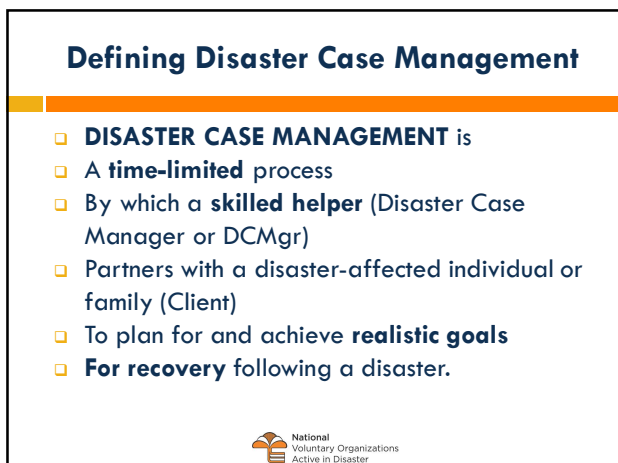 Defining Disaster Case Management
DISASTER CASE MANAGEMENT is
A time-limited process
By which a skilled helper (Disaster Case
Manager or DCMgr)
Partners with a disaster-affected individual or
family (Client)
To plan for and achieve realistic goals
For recovery following a disaster.
National
Voluntary Organizations
Active in Disaster